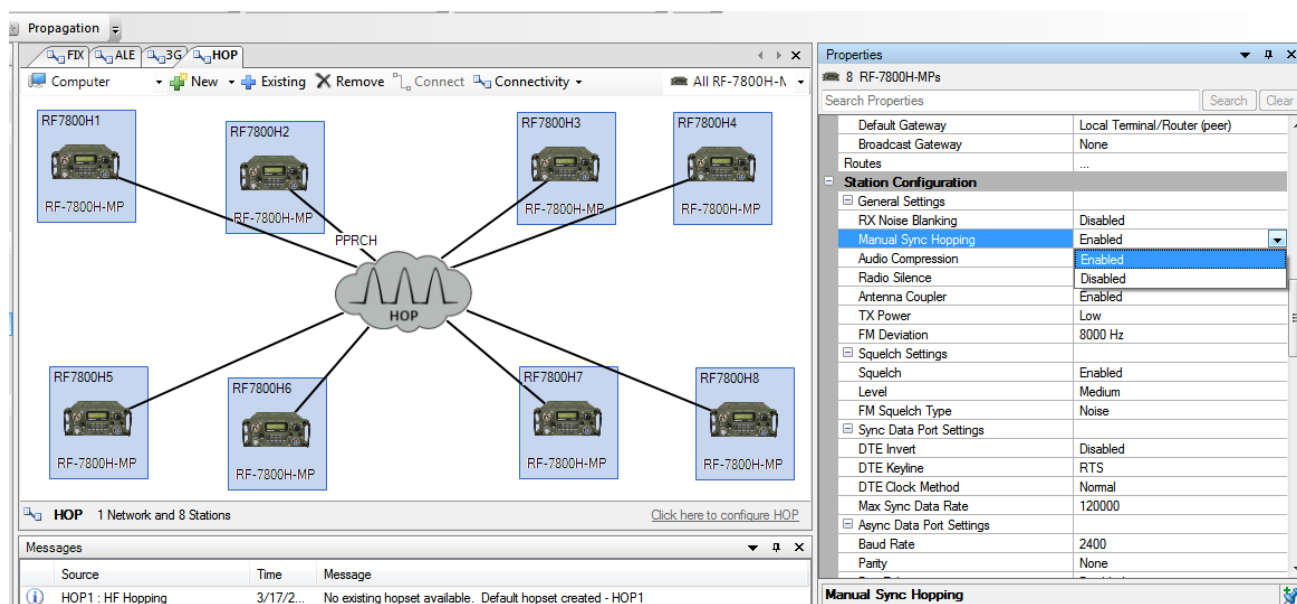 Propagation
FIX ALE 3G HOP
Computer New Existing Remove Connect Connectivity All RF-7800H-M
RF7800H1
RF-7800H-MP
RF7800H2
RF-7800H-MP
RF7800H3
RF-7800H-MP
RF7800H4
RF-7800H-MP
PPRCH
HOP
RF7800H5
RF-7800H-MP
RF7800H6
RF-7800H-MP
RF7800H7
RF-7800H-MP
RF7800H8
RF-7800H-MP
HOP 1 Network and 8 Stations Click here to configure HOP
Messages
Source Time Message
HOP1 : HF Hopping 3/17/2... No existing hopset available. Default hopset created - HOP1
Properties
8 RF-7800H-MPs
Search Properties Search Clear
Default Gateway Local Terminal/Router (peer)
Broadcast Gateway None
Routes ...
Station Configuration
General Settings
RX Noise Blanking Disabled
Manual Sync Hopping Enabled
Audio Compression Enabled
Radio Silence Disabled
Antenna Coupler Enabled
TX Power Low
FM Deviation 8000 Hz
Squelch Settings
Squelch Enabled
Level Medium
FM Squelch Type Noise
Sync Data Port Settings
DTE Invert Disabled
DTE Keyline RTS
DTE Clock Method Normal
Max Sync Data Rate 120000
Async Data Port Settings
Baud Rate 2400
Parity None
Manual Sync Hopping